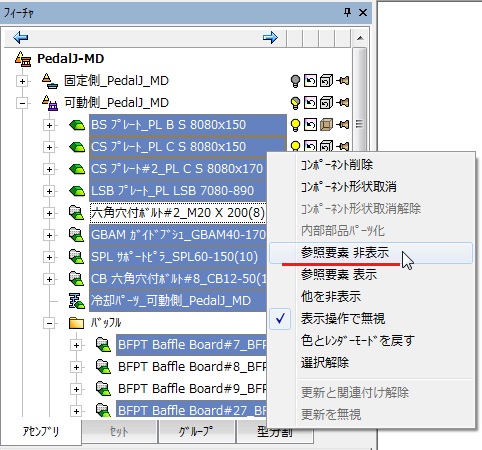 フィーチャ
PedalJ-MD
固定側_PedalJ_MD
可動側_PedalJ_MD
BS プレート_PL B S 8080x150
CS プレート_PL C S 8080x150
CS プレート#2_PL C S 8080x170
LSB プレート_PL LSB 7080-890
六角穴付ボルト#2_M20 X 200(8)
GBAM ガイドブシュ_GBAM40-170
SPL サポートピラ_SPL60-150(10)
CB 六角穴付ボルト#8_CB12-50(1
冷却パーツ_可動側_PedalJ_MD
バッフル
BFPT Baffle Board#7_BFP
BFPT Baffle Board#8_BFP
BFPT Baffle Board#9_BFP
BFPT Baffle Board#27_BF
アセンブリ
セット
グループ
型分割
コンポーネント削除
コンポーネント形状取消
コンポーネント形状取消解除
内部部品パーツ化
参照要素 非表示
参照要素 表示
他を非表示
表示操作で無視
色とレンダーモードを戻す
選択解除
更新と関連付け解除
更新を無視